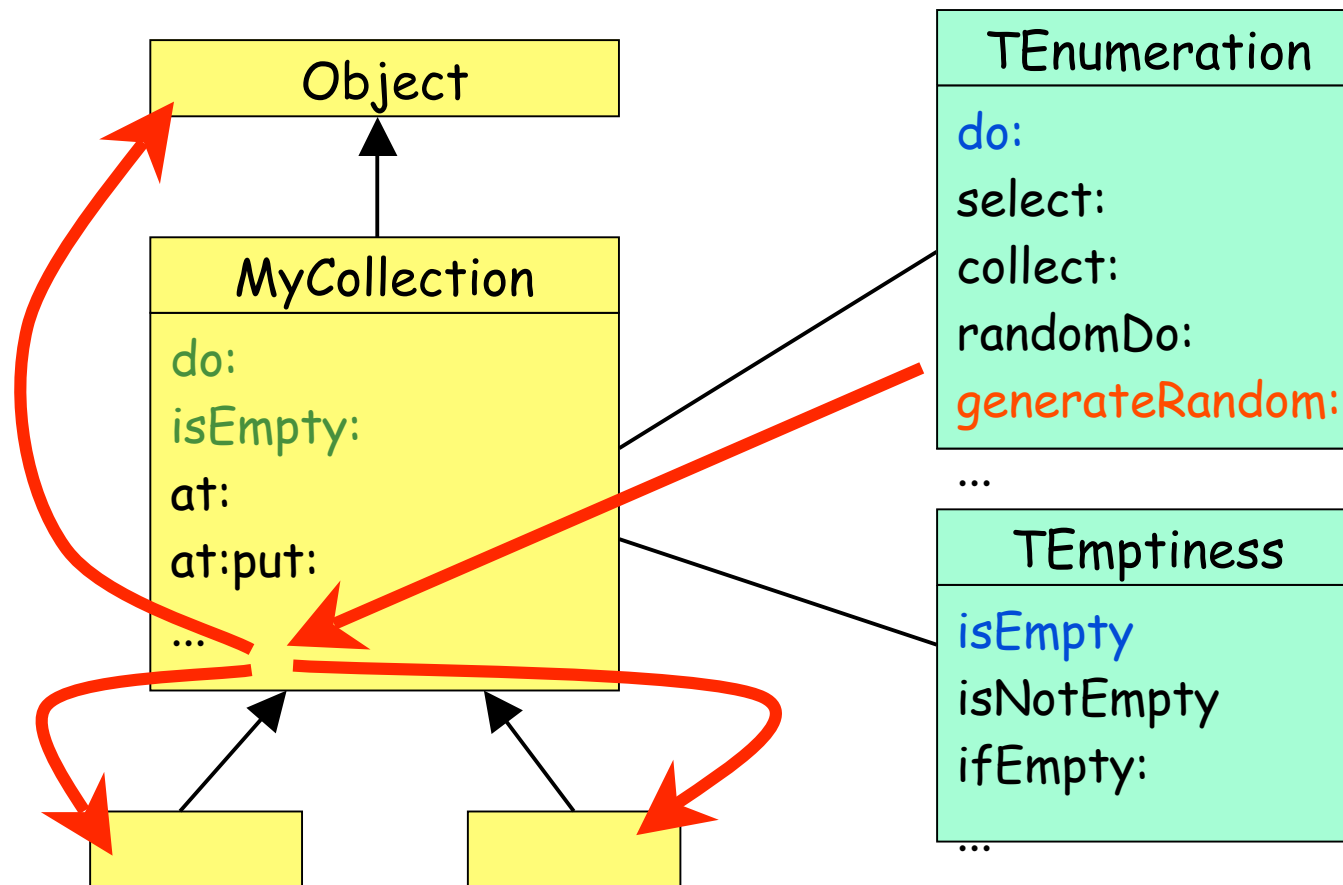 Object
MyCollection
do:
isEmpty:
at:
at:put:
...
TEnumeration
do:
select:
collect:
randomDo:
generateRandom:
...
TEmptiness
isEmpty
isNotEmpty
ifEmpty:
...